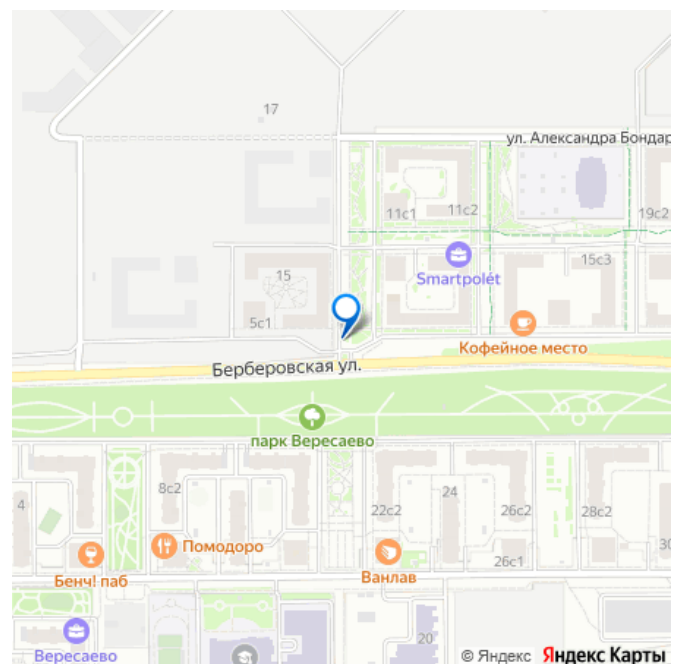 17
ул. Александра Бондар
11с1
11с2
19с2
Smartpolét
15с3
15
5с1
Кофейное место
Берберовская ул.
парк Вересаево
8с2
4
22с2
24
26с2
28с2
30
Помодоро
26с1
Бенч! паб
Ванлав
20
Вересаево
© Яндекс Яндекс Карты